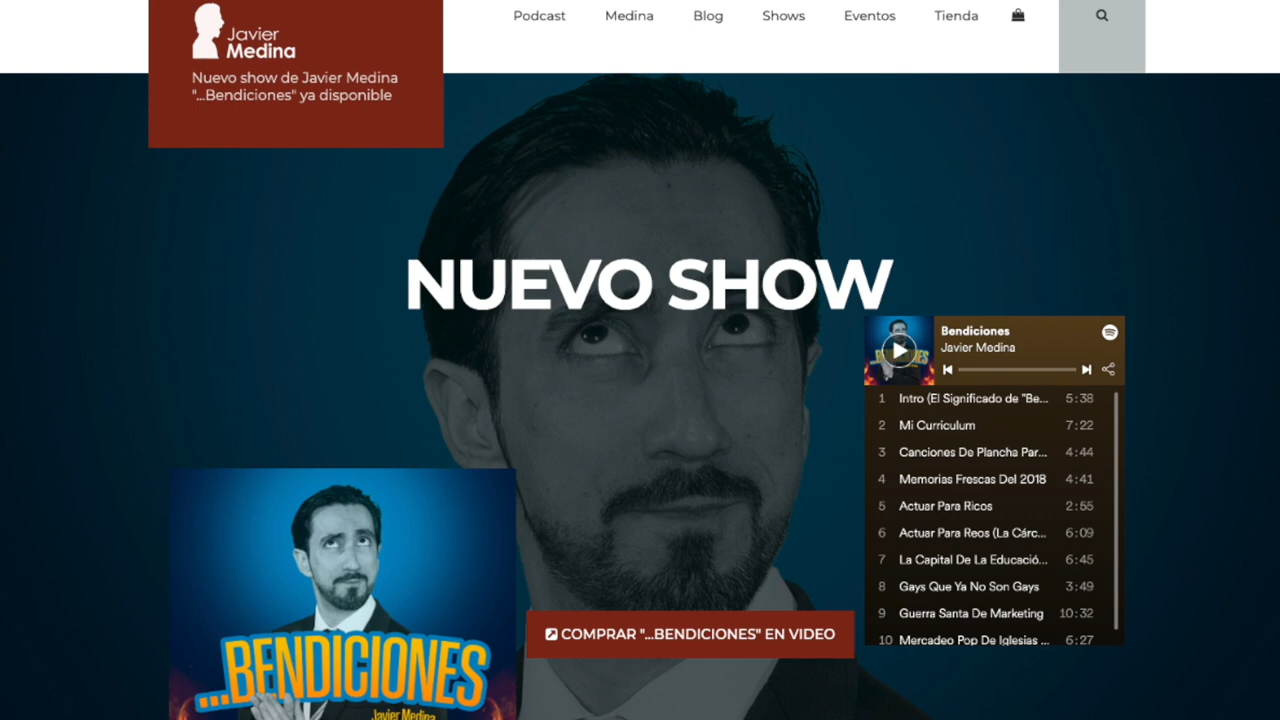 Podcast
Medina
Blog
Shows
Eventos
Tienda
Javier
Medina
Nuevo show de Javier Medina
"...Bendiciones" ya disponible
NUEVO SHOW
Bendiciones
Javier Medina
1 Intro (El Significado de "Be... 5:38
2 Mi Curriculum 7:22
3 Canciones De Plancha Par... 4:44
4 Memorias Frescas Del 2018 4:41
5 Actuar Para Ricos 2:55
6 Actuar Para Reos (La Cárc... 6:09
7 La Capital De La Educació... 6:45
8 Gays Que Ya No Son Gays 3:49
9 Guerra Santa De Marketing 10:32
10 Mercadeo Pop De Iglesias ... 6:27
COMPRAR "...BENDICIONES" EN VIDEO
...BENDICIONES
Javier Medina